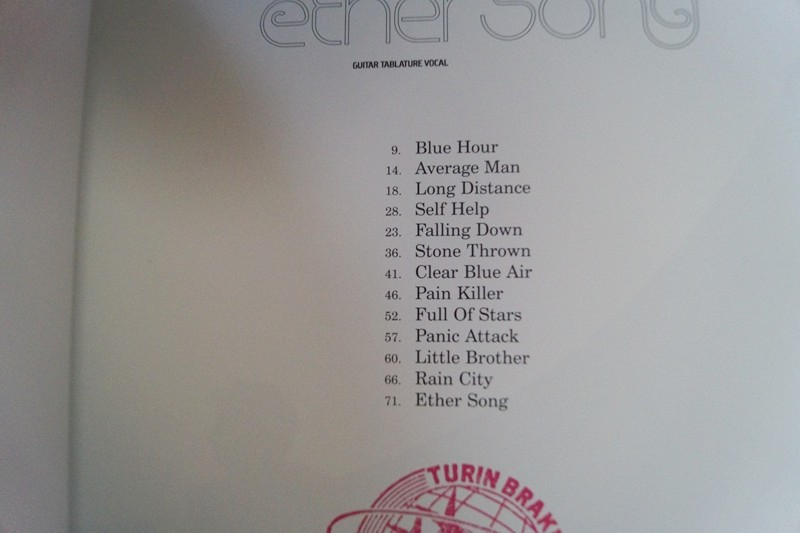 ether song
GUITAR TABLATURE VOCAL
9. Blue Hour
14. Average Man
18. Long Distance
28. Self Help
23. Falling Down
36. Stone Thrown
41. Clear Blue Air
46. Pain Killer
52. Full Of Stars
57. Panic Attack
60. Little Brother
66. Rain City
71. Ether Song
TURIN BRAK